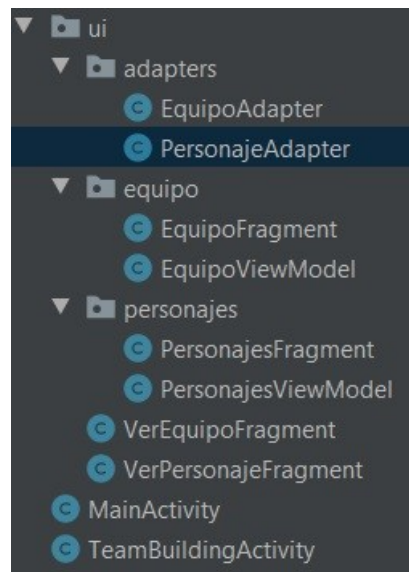 ui
adapters
C EquipoAdapter
C PersonajeAdapter
equipo
C EquipoFragment
C EquipoViewModel
personajes
C PersonajesFragment
C PersonajesViewModel
C VerEquipoFragment
C VerPersonajeFragment
C MainActivity
C TeamBuildingActivity